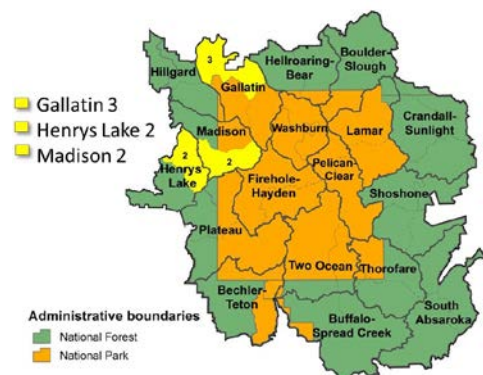 Gallatin 3
Henrys Lake 2
Madison 2
3
Hillgard
Gallatin
Hellroaring-
Bear
Boulder-
Slough
Madison
Washburn
Lamar
Crandall-
Sunlight
2
Henrys
Lake
2
Pelican-
Clear
Firehole-
Hayden
Shoshone
Plateau
Two Ocean
Thorofare
Bechler-
Teton
Buffalo-
Spread Creek
South
Absaroka
Administrative boundaries
National Forest
National Park